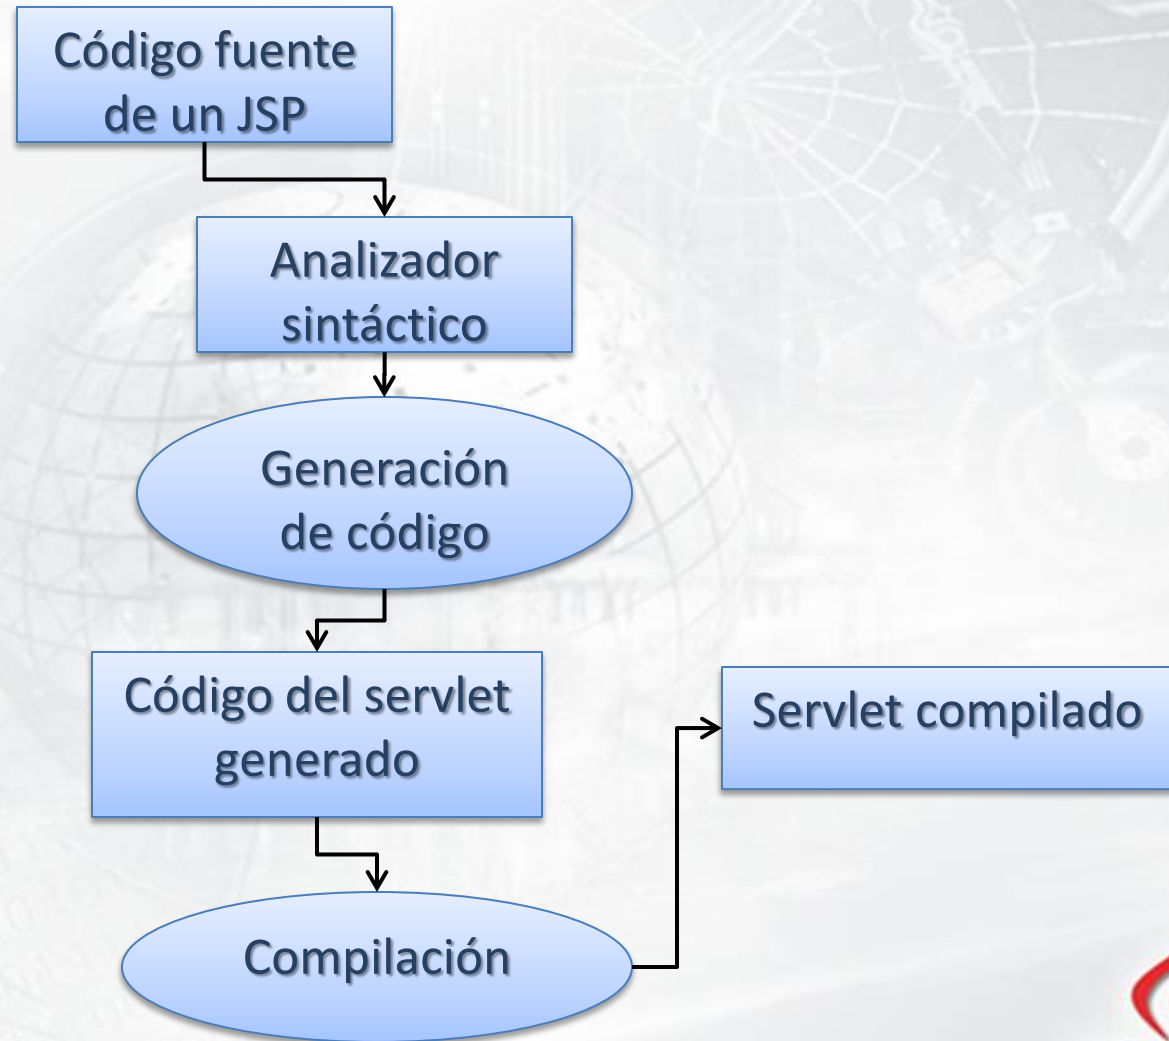 Código fuente
de un JSP
Analizador
sintáctico
Generación
de código
Código del servlet
generado
Servlet compilado
Compilación